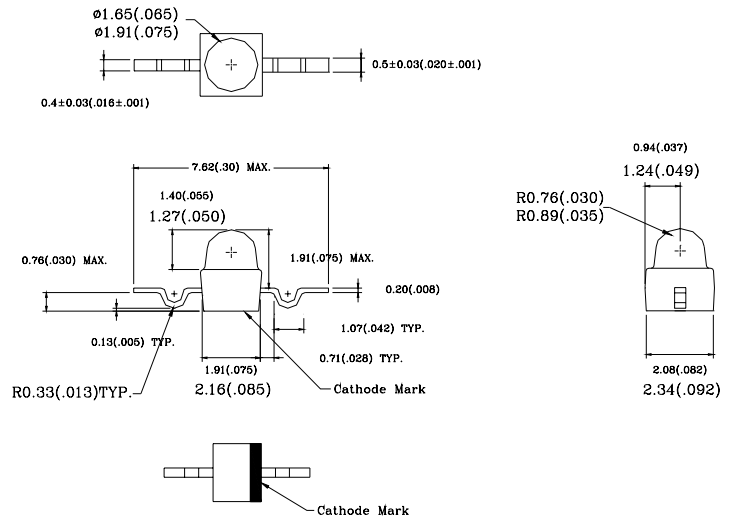 ø1.65(.065)
ø1.91(.075)
0.5±0.03(.020±.001)
0.4±0.03(.016±.001)
7.62(.30) MAX.
0.94(.037)
1.24(.049)
1.40(.055)
1.27(.050)
R0.76(.030)
R0.89(.035)
0.76(.030) MAX.
1.91(.075) MAX.
0.20(.008)
1.07(.042) TYP.
0.13(.005) TYP.
0.71(.028) TYP.
1.91(.075)
2.16(.085)
2.08(.082)
2.34(.092)
R0.33(.013)TYP.
Cathode Mark
Cathode Mark